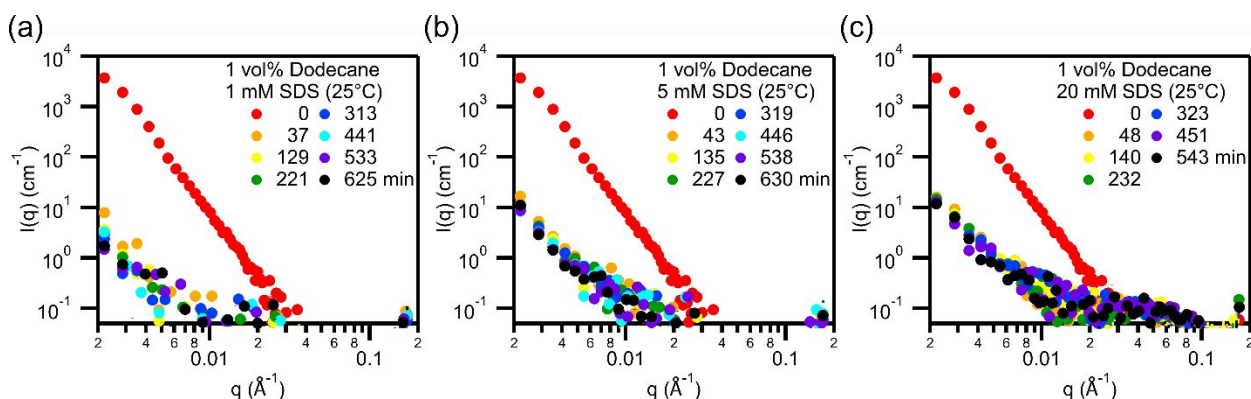 (a)
10⁴
10³
10²
10¹
10⁰
10⁻¹
I(q) (cm⁻¹)
1 vol% Dodecane
1 mM SDS (25°C)
0 313
37 441
129 533
221 625 min
2 4 6 8 0.01 2 4 6 8 0.1 2
q (Å⁻¹)
(b)
10⁴
10³
10²
10¹
10⁰
10⁻¹
I(q) (cm⁻¹)
1 vol% Dodecane
5 mM SDS (25°C)
0 319
43 446
135 538
227 630 min
2 4 6 8 0.01 2 4 6 8 0.1 2
q (Å⁻¹)
(c)
10⁴
10³
10²
10¹
10⁰
10⁻¹
I(q) (cm⁻¹)
1 vol% Dodecane
20 mM SDS (25°C)
0 323
48 451
140 543 min
232
2 4 6 8 0.01 2 4 6 8 0.1 2
q (Å⁻¹)